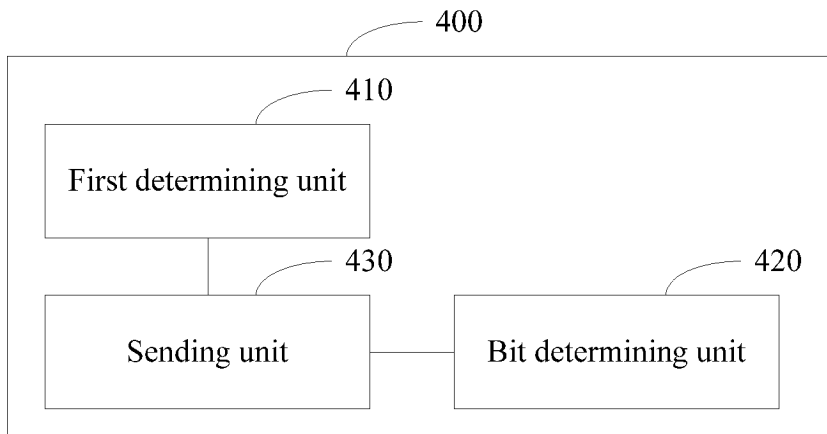 400
410
First determining unit
430
420
Sending unit
Bit determining unit